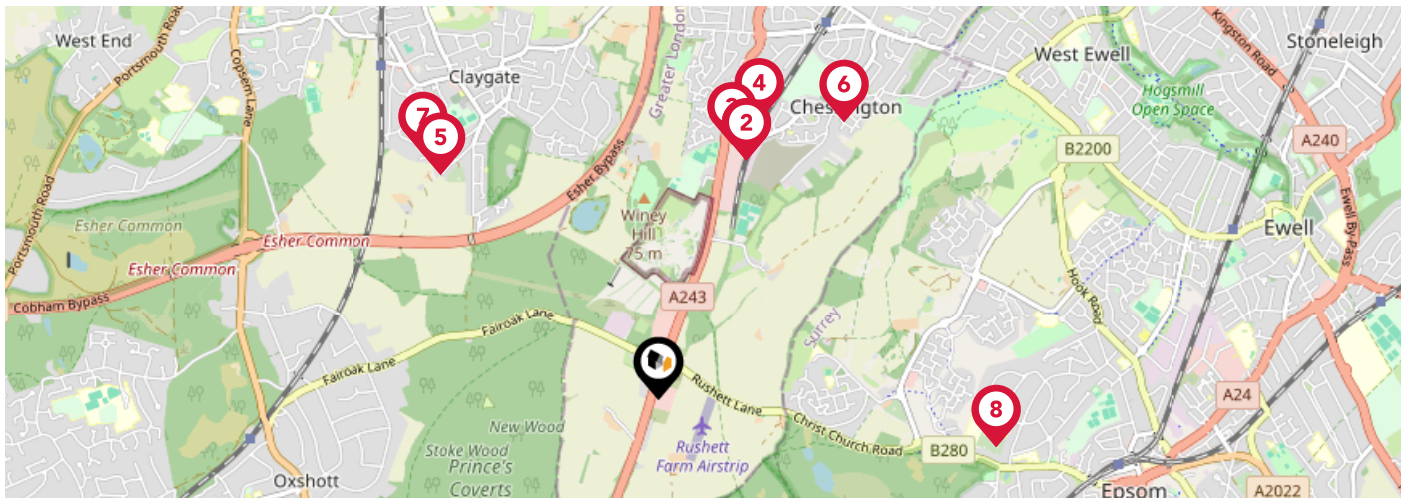 West End
Portsmouth Road
Copsem Lane
Claygate
Greater London
4
6
Chessington
3
2
7
5
West Ewell
Kingston Road
Stoneleigh
Hogsmill
Open Space
B2200
A240
Esher Bypass
Winey
Hill
75 m
Portsmouth Road
Esher Common
Esher Common
Esher Common
Cobham Bypass
A243
Ewell
Ewell By-Pass
Hook Road
Surrey
Fairoak Lane
Fairoak Lane
Rushett Lane
Christ Church Road
B280
8
A24
New Wood
Stoke Wood
Prince's
Coverts
Rushett
Farm Airstrip
Oxshott
Epsom
A2022